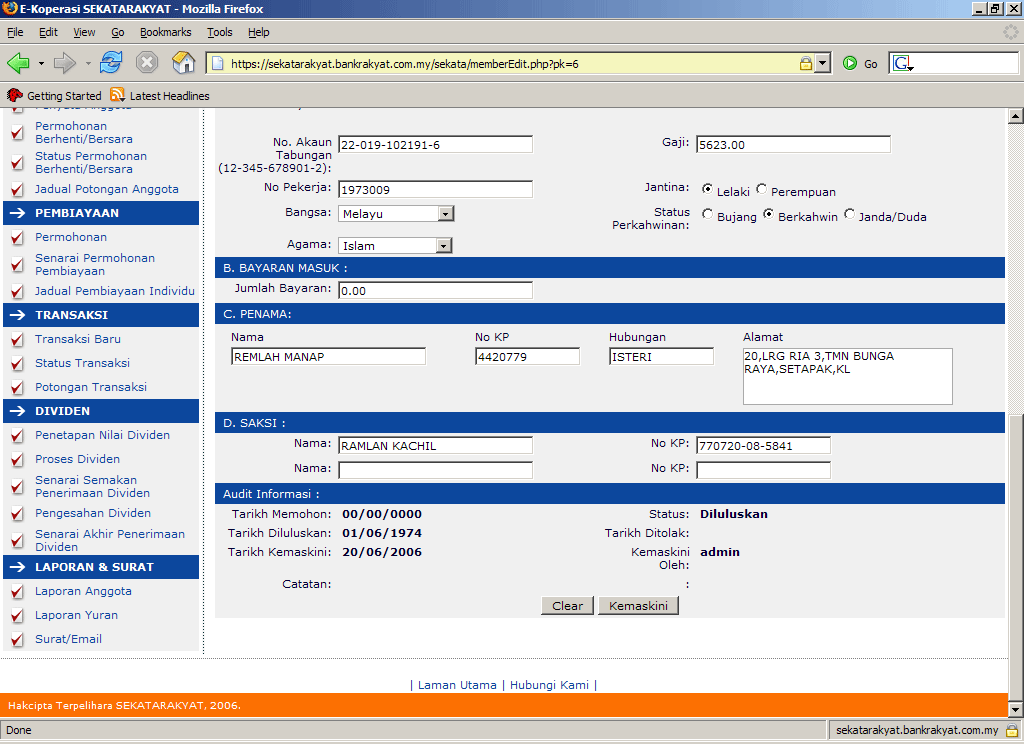 E-Koperasi SEKATARAKYAT - Mozilla Firefox
File Edit View Go Bookmarks Tools Help
https://sekatarakyat.bankrakyat.com.my/sekata/memberEdit.php?pk=6 Go G
Getting Started Latest Headlines
Permohonan
Berhenti/Bersara
Status Permohonan
Berhenti/Bersara
Jadual Potongan Anggota
PEMBIAYAAN
Permohonan
Senarai Permohonan
Pembiayaan
Jadual Pembiayaan Individu
TRANSAKSI
Transaksi Baru
Status Transaksi
Potongan Transaksi
DIVIDEN
Penetapan Nilai Dividen
Proses Dividen
Senarai Semakan
Penerimaan Dividen
Pengesahan Dividen
Senarai Akhir Penerimaan
Dividen
LAPORAN & SURAT
Laporan Anggota
Laporan Yuran
Surat/Email
No. Akaun
Tabungan
(12-345-678901-2): 22-019-102191-6
Gaji: 5623.00
No Pekerja: 1973009
Jantina: Lelaki Perempuan
Bangsa: Melayu
Status
Perkahwinan: Bujang Berkahwin Janda/Duda
Agama: Islam
B. BAYARAN MASUK :
Jumlah Bayaran: 0.00
C. PENAMA:
Nama No KP Hubungan Alamat
REMLAH MANAP 4420779 ISTERI 20,LRG RIA 3,TMN BUNGA
RAYA,SETAPAK,KL
D. SAKSI :
Nama: RAMLAN KACHIL No KP: 770720-08-5841
Nama: No KP:
Audit Informasi :
Tarikh Memohon: 00/00/0000 Status: Diluluskan
Tarikh Diluluskan: 01/06/1974 Tarikh Ditolak:
Tarikh Kemaskini: 20/06/2006 Kemaskini
Oleh: admin
Catatan: :
Clear Kemaskini
| Laman Utama | Hubungi Kami |
Hakcipta Terpelihara SEKATARAKYAT, 2006.
Done sekatarakyat.bankrakyat.com.my